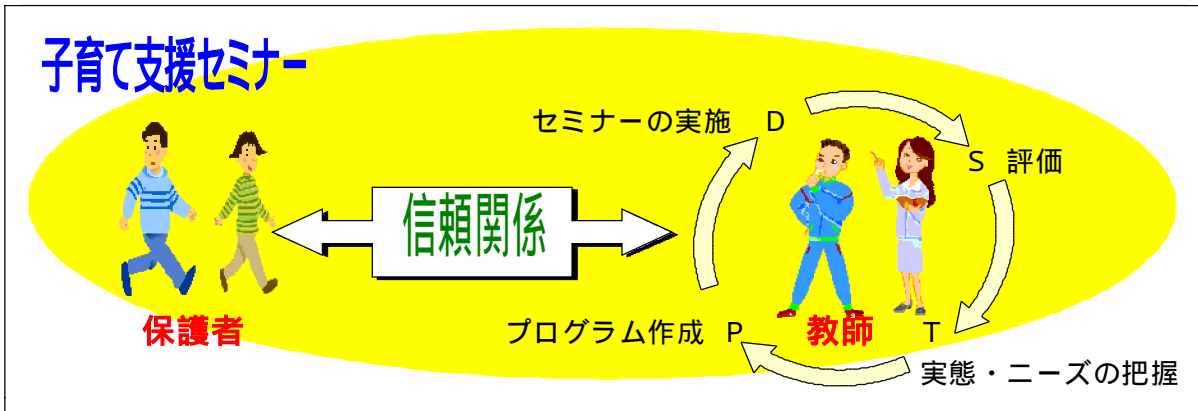 子育て支援セミナー
セミナーの実施 D
S 評価
信頼関係
保護者
プログラム作成 P
教師
T
実態・ニーズの把握